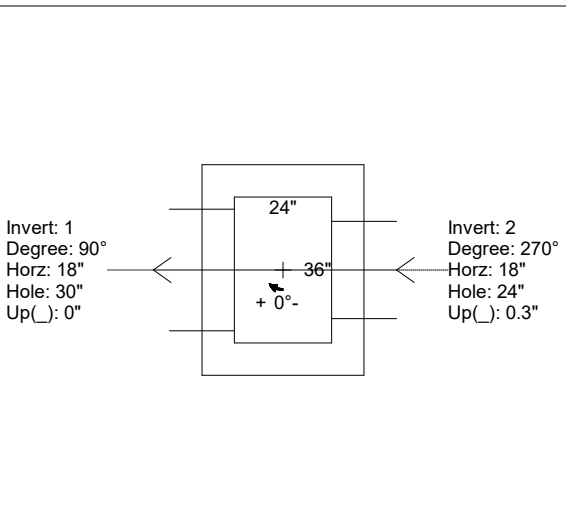 24"
Invert: 1
Degree: 90°
Horz: 18"
Hole: 30"
Up(_): 0"
36"
+ 0°-
Invert: 2
Degree: 270°
Horz: 18"
Hole: 24"
Up(_): 0.3"